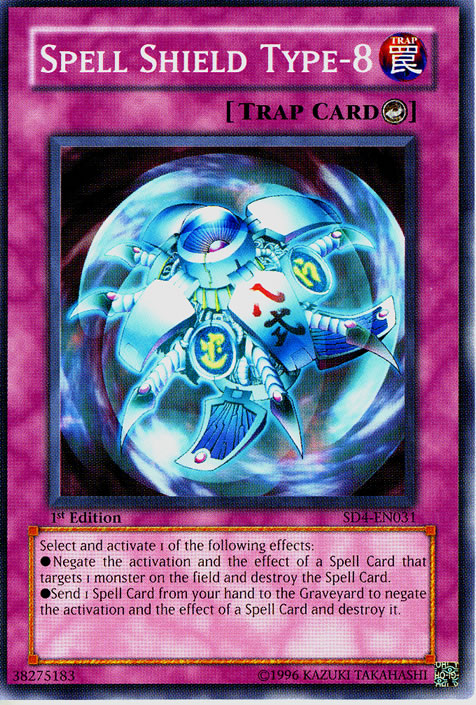 SPELL SHIELD TYPE-8
TRAP
罠
[TRAP CARD]
1st Edition
SD4-EN031
Select and activate 1 of the following effects:
●Negate the activation and the effect of a Spell Card that
targets 1 monster on the field and destroy the Spell Card.
●Send 1 Spell Card from your hand to the Graveyard to negate
the activation and the effect of a Spell Card and destroy it.
38275183
©1996 KAZUKI TAKAHASHI